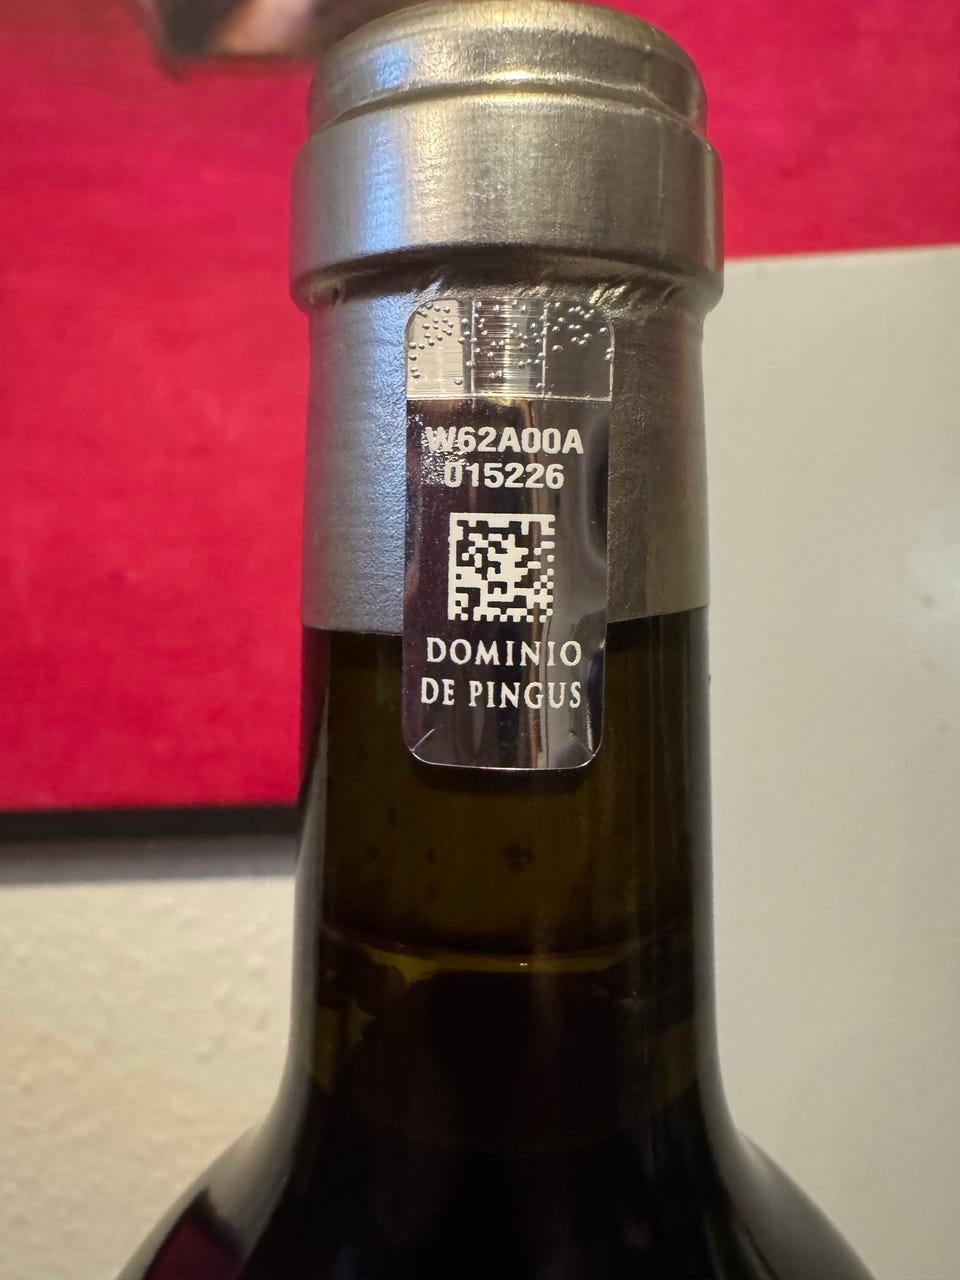 W62A00A
015226
DOMINIO
DE PINGUS